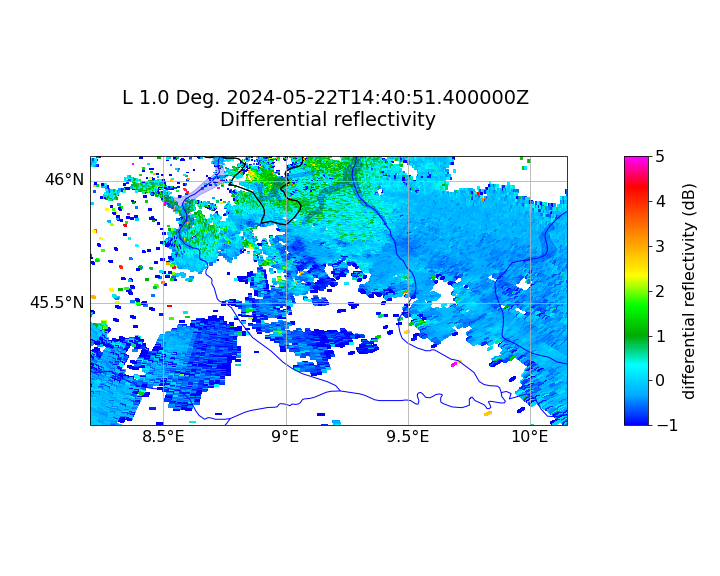 L 1.0 Deg. 2024-05-22T14:40:51.400000Z
Differential reflectivity
46°N
45.5°N
8.5°E
9°E
9.5°E
10°E
5
4
3
2
1
0
−1
differential reflectivity (dB)